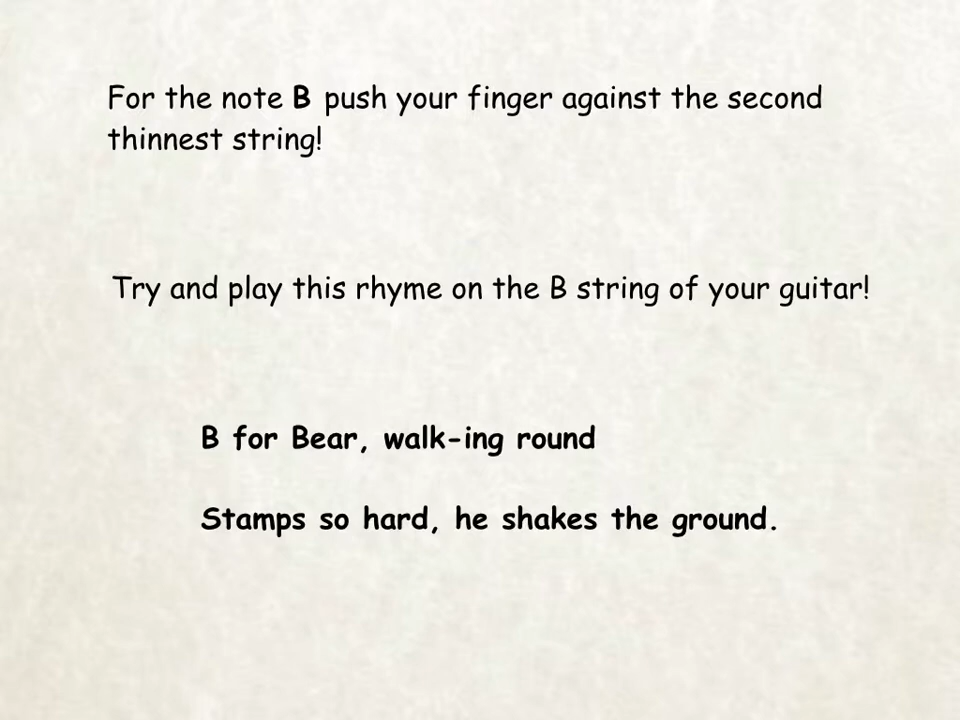 For the note B push your finger against the second
thinnest string!
Try and play this rhyme on the B string of your guitar!
B for Bear, walk-ing round
Stamps so hard, he shakes the ground.